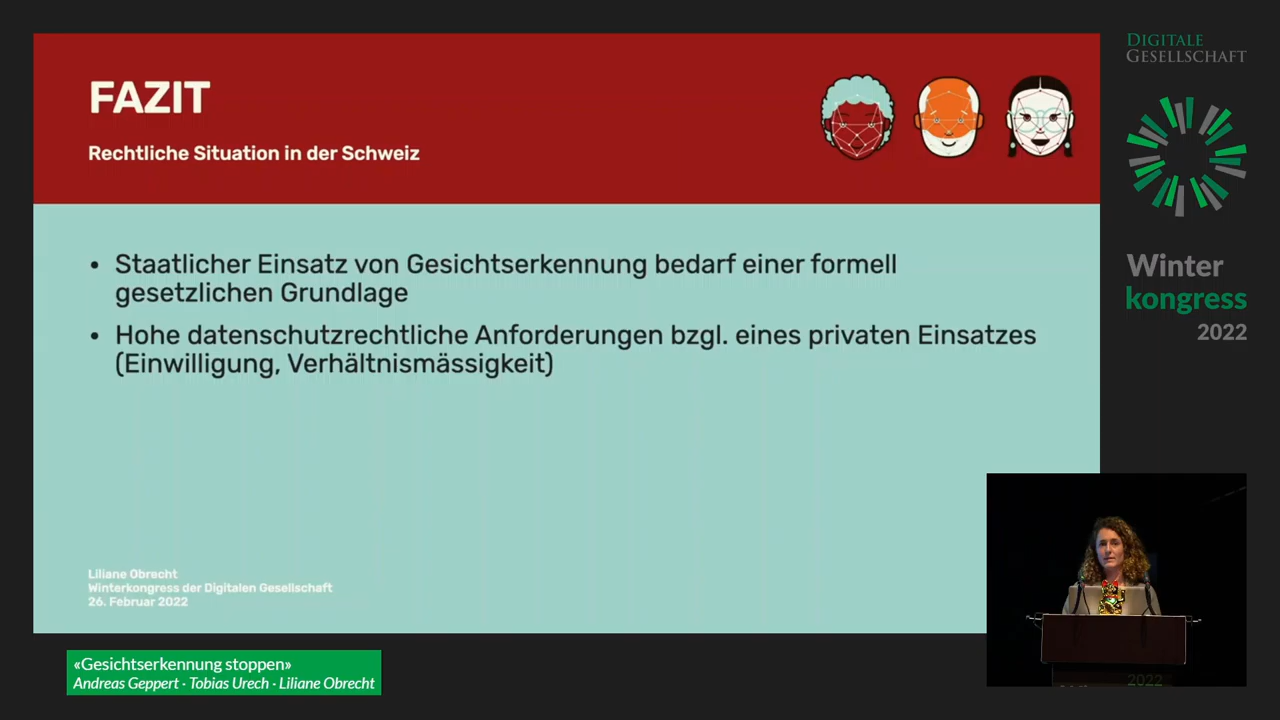 FAZIT
Rechtliche Situation in der Schweiz
• Staatlicher Einsatz von Gesichtserkennung bedarf einer formell
gesetzlichen Grundlage
• Hohe datenschutzrechtliche Anforderungen bzgl. eines privaten Einsatzes
(Einwilligung, Verhältnismässigkeit)
Liliane Obrecht
Winterkongress der Digitalen Gesellschaft
26. Februar 2022
DIGITALE
GESELLSCHAFT
Winter
kongress
2022
2022
«Gesichtserkennung stoppen»
Andreas Geppert · Tobias Urech · Liliane Obrecht